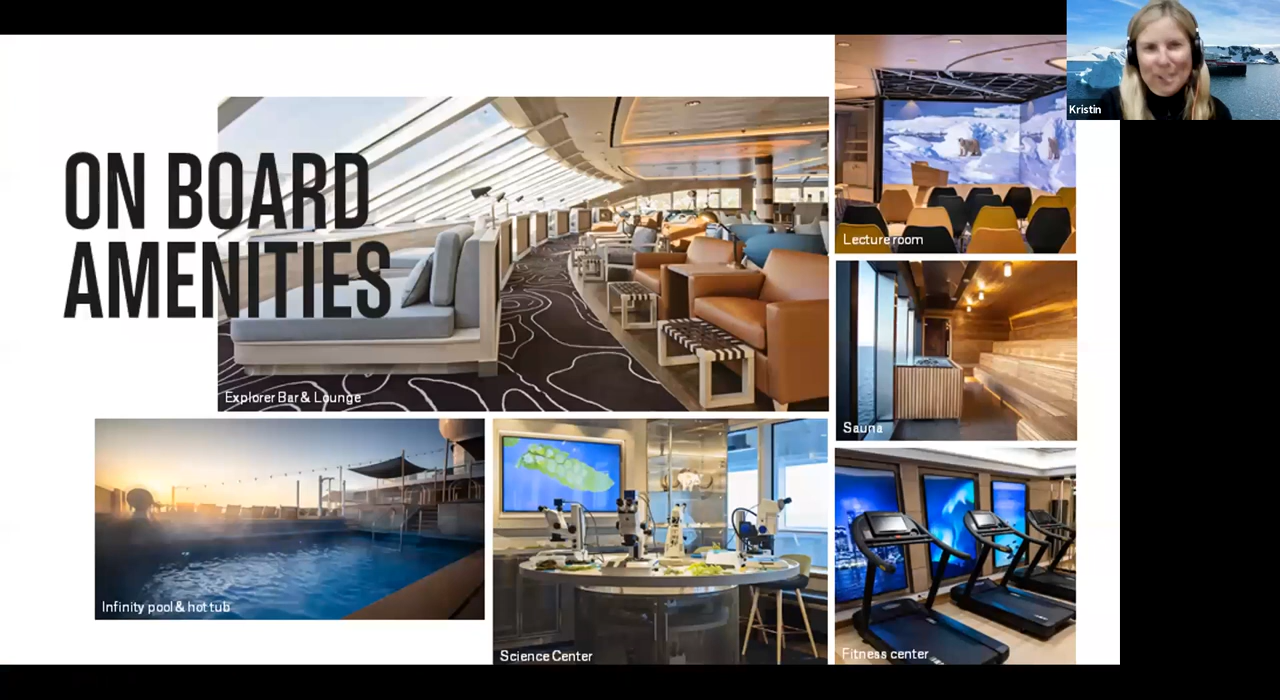 ON BOARD
AMENITIES
Explorer Bar & Lounge
Lecture room
Kristin
Sauna
Infinity pool & hot tub
Science Center
Fitness center